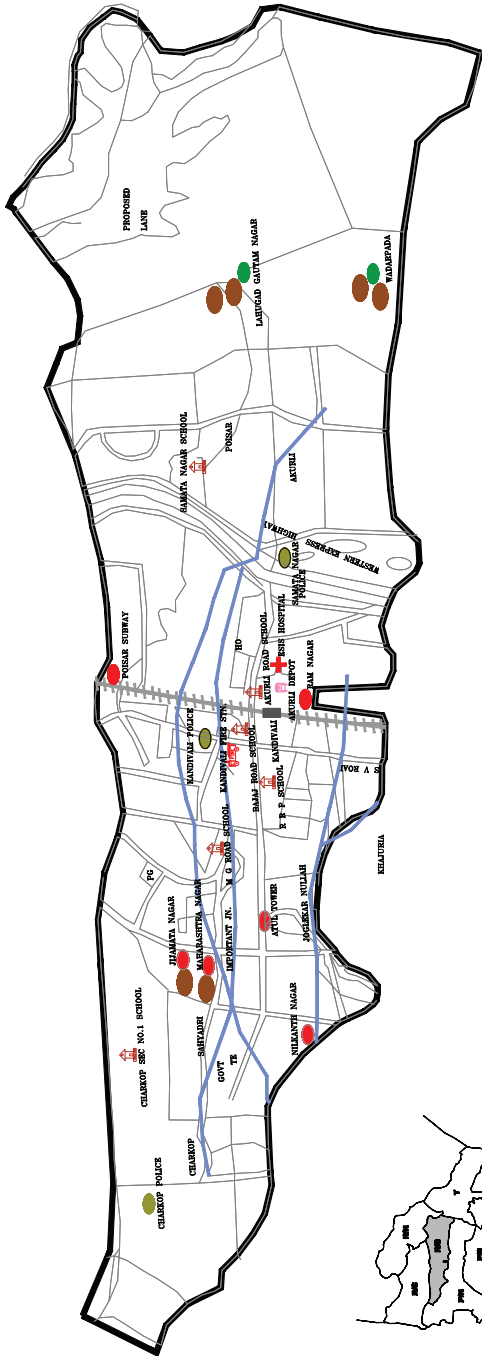 PROPOSED
LANE
LAHUGAD GAUTAM NAGAR
WADARPADA
SAMATA NAGAR SCHOOL
POISAR
AKURLI
WESTERN EXPRESS HIGHWAY
SAMATA NAGAR
POLICE
POISAR SUBWAY
HO
AKURLI ROAD SCHOOL
ESIS HOSPITAL
AKURLI DEPOT
RAM NAGAR
KANDIVALI POLICE
KANDIVALI FIRE STN.
BAJAJ ROAD SCHOOL
KANDIVALI
R B P SCHOOL
S V ROAD
KHAJURIA
M G ROAD SCHOOL
PG
JIJAMATA NAGAR
MAHARASHTRA NAGAR
IMPORTANT JN.
ATUL TOWER
JOGLEKAR NULLAH
NILKANTH NAGAR
CHARKOP SEC NO.1 SCHOOL
SAHYADRI
GOVT
TE
CHARKOP
CHARKOP POLICE
T